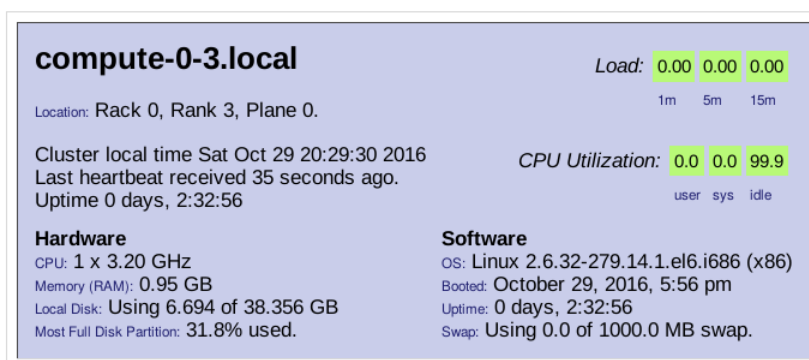 compute-0-3.local
Load: 0.00 0.00 0.00
1m 5m 15m
Location: Rack 0, Rank 3, Plane 0.
Cluster local time Sat Oct 29 20:29:30 2016
Last heartbeat received 35 seconds ago.
Uptime 0 days, 2:32:56
CPU Utilization: 0.0 0.0 99.9
user sys idle
Hardware
CPU: 1 x 3.20 GHz
Memory (RAM): 0.95 GB
Local Disk: Using 6.694 of 38.356 GB
Most Full Disk Partition: 31.8% used.
Software
OS: Linux 2.6.32-279.14.1.el6.i686 (x86)
Booted: October 29, 2016, 5:56 pm
Uptime: 0 days, 2:32:56
Swap: Using 0.0 of 1000.0 MB swap.